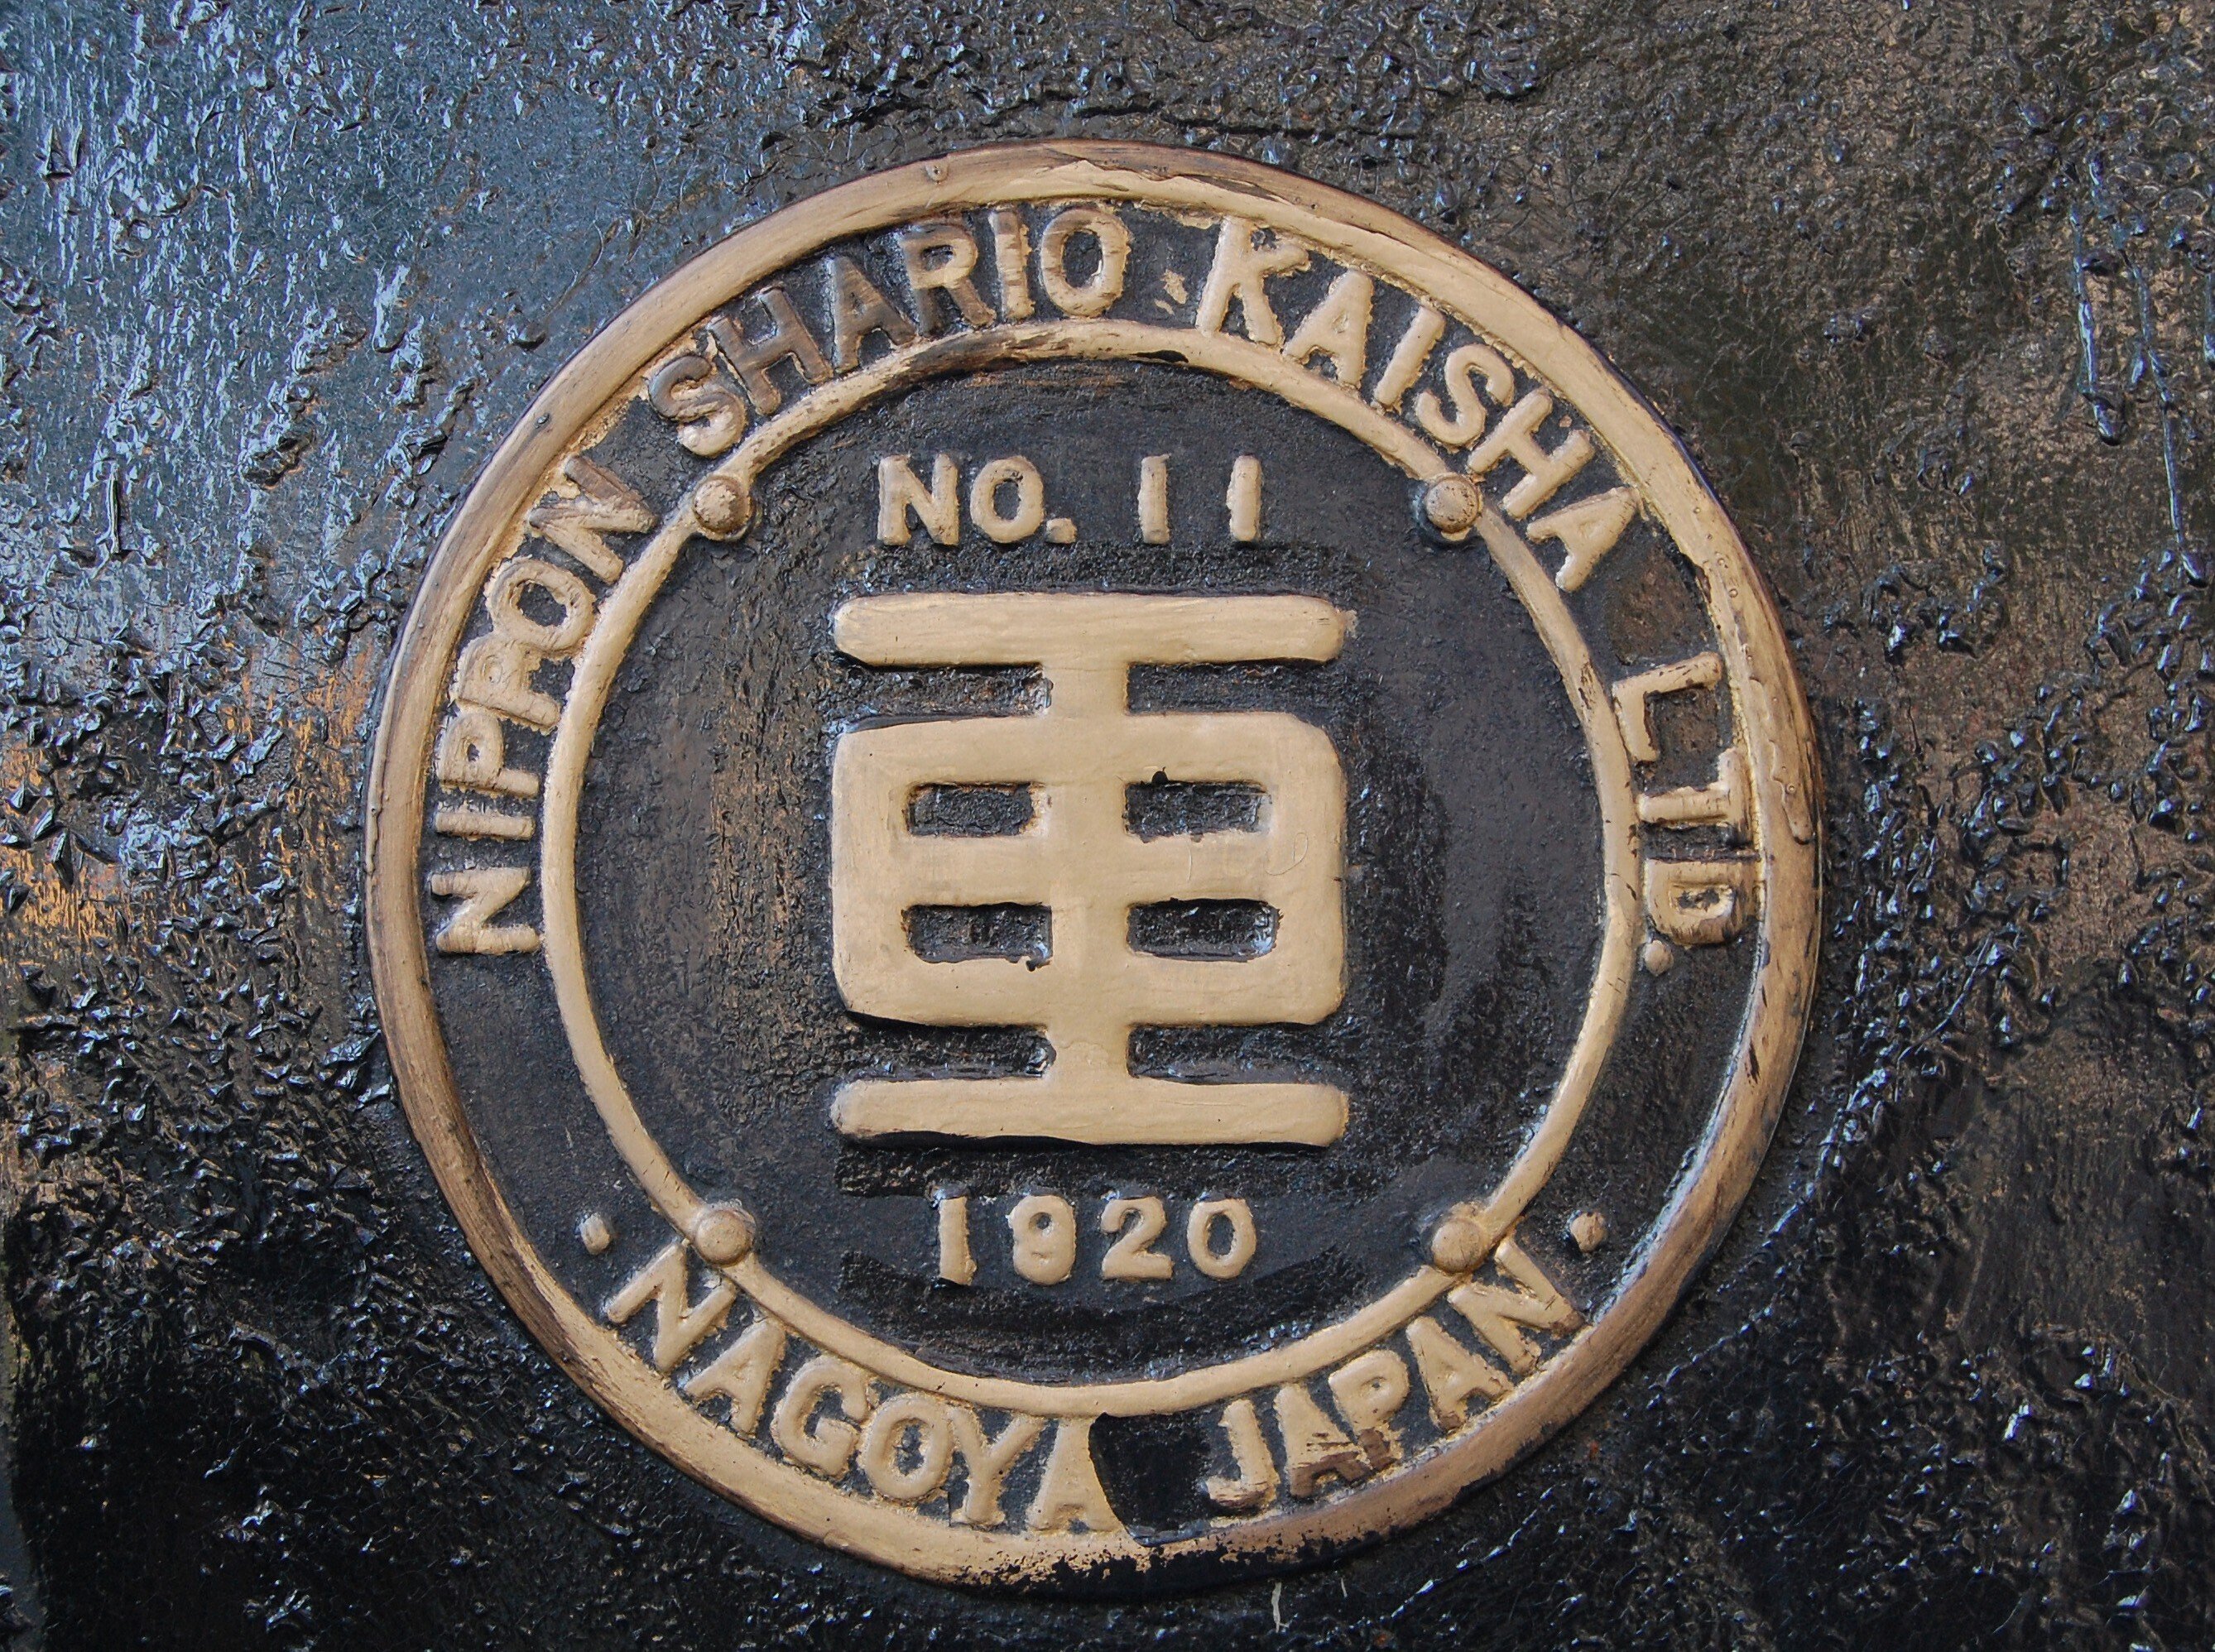 NIPPON SHARIO KAISHA LTD.
NO. 11
車
1920
· NAGOYA JAPAN ·